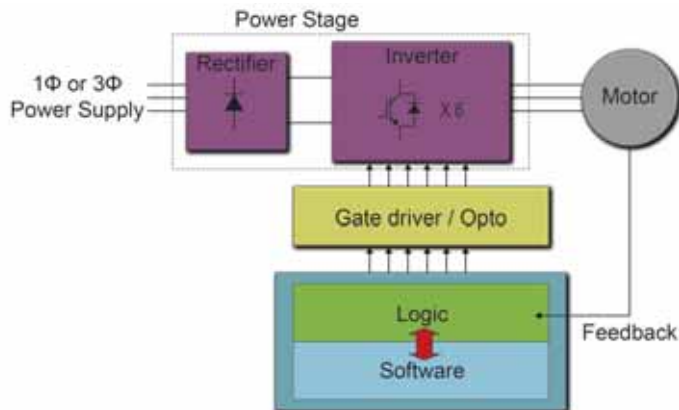 Power Stage
Rectifier
Inverter
1Φ or 3Φ
Power Supply
X 6
Motor
Gate driver / Opto
Logic
Feedback
Software